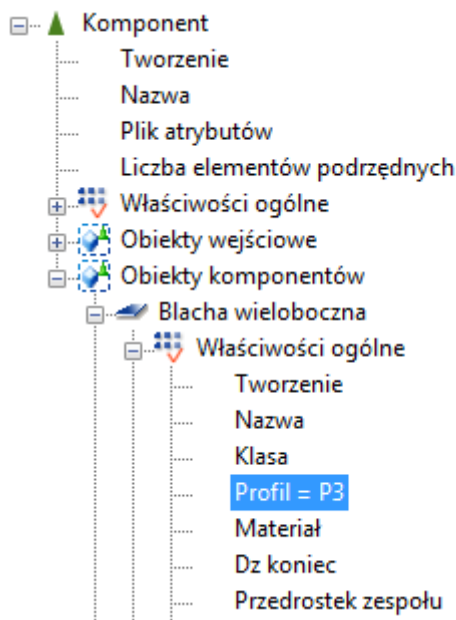 Komponent
Tworzenie
Nazwa
Plik atrybutów
Liczba elementów podrzędnych
Właściwości ogólne
Obiekty wejściowe
Obiekty komponentów
Blacha wieloboczna
Właściwości ogólne
Tworzenie
Nazwa
Klasa
Profil = P3
Materiał
Dz koniec
Przedrostek zespołu